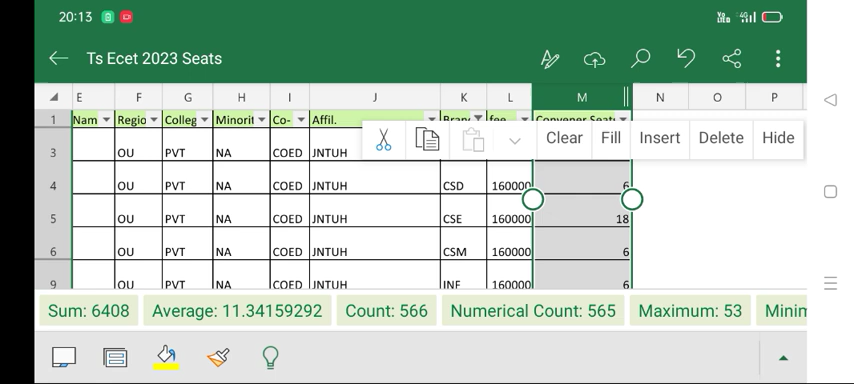 20:13
Ts Ecet 2023 Seats
E F G H I J K L M N O P
1 Nam Regio Colleg Minorit Co- Affil. Bran fee Convener Seat
Clear Fill Insert Delete Hide
3 OU PVT NA COED JNTUH
4 OU PVT NA COED JNTUH CSD 160000 6
5 OU PVT NA COED JNTUH CSE 160000 18
6 OU PVT NA COED JNTUH CSM 160000 6
9 OU PVT NA COED JNTUH INF 160000 6
Sum: 6408 Average: 11.34159292 Count: 566 Numerical Count: 565 Maximum: 53 Minin